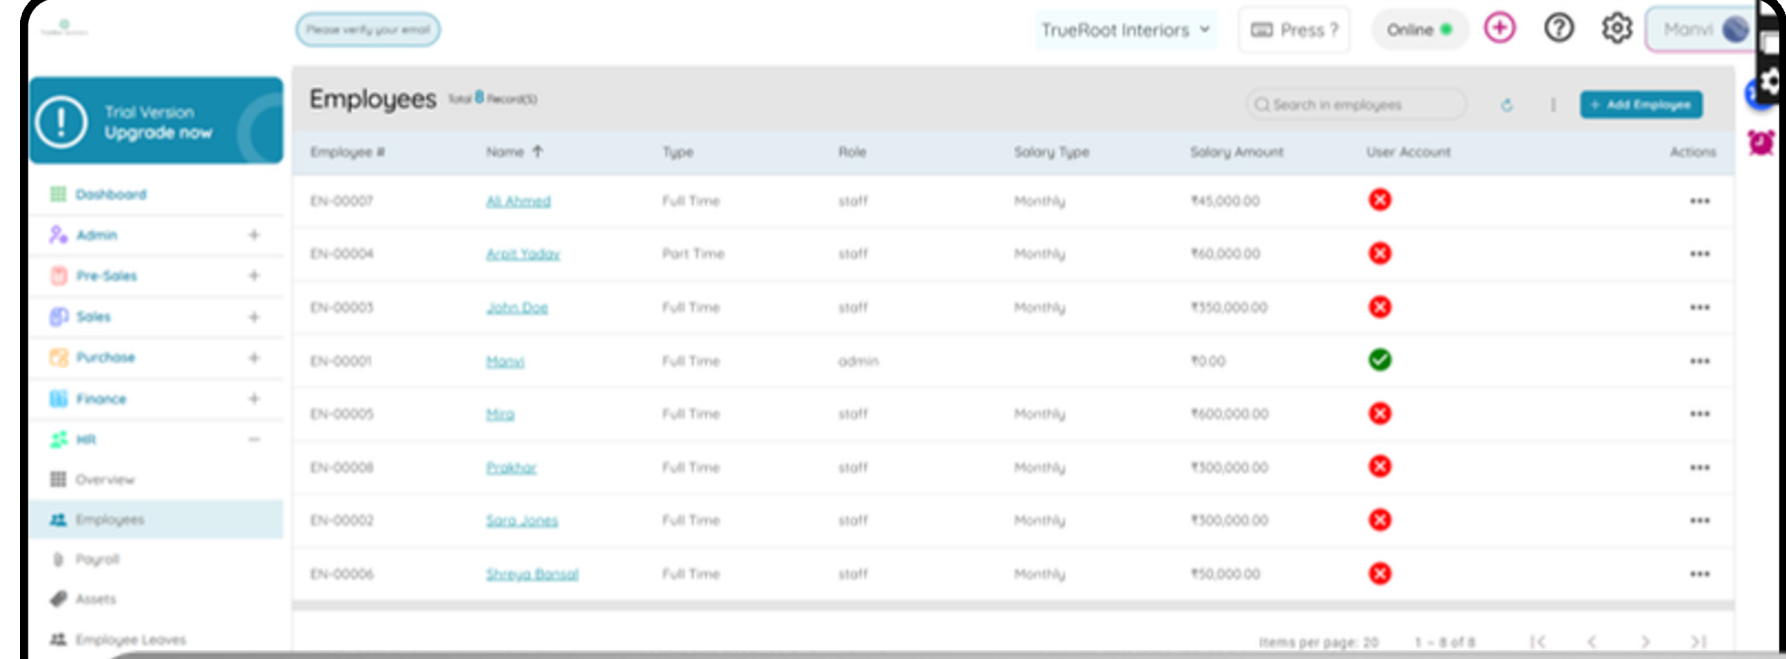 Please verify your email
TrueRoot Interiors
Press ?
Online
Manvi
Trial Version
Upgrade now
Dashboard
Admin
Pre-Sales
Sales
Purchase
Finance
HR
Overview
Employees
Payroll
Assets
Employee Leaves
Employees Total 8 Record(S)
Search in employees
+ Add Employee
Employee # Name ↑ Type Role Salary Type Salary Amount User Account Actions
EN-00007 Ali Ahmed Full Time staff Monthly ₹45,000.00
EN-00004 Arpit Yadav Part Time staff Monthly ₹60,000.00
EN-00003 John Doe Full Time staff Monthly ₹350,000.00
EN-00001 Manvi Full Time admin ₹0.00
EN-00005 Mira Full Time staff Monthly ₹600,000.00
EN-00008 Prakhar Full Time staff Monthly ₹300,000.00
EN-00002 Sara Jones Full Time staff Monthly ₹300,000.00
EN-00006 Shreya Bansal Full Time staff Monthly ₹50,000.00
Items per page: 20 1 – 8 of 8